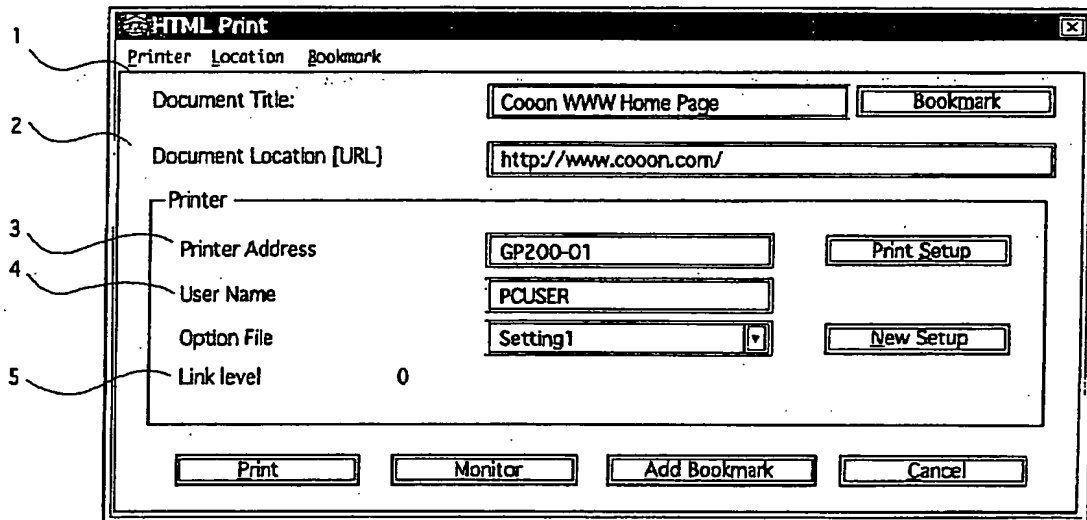 HTML Print
Printer Location Bookmark
1
Document Title: Cooon WWW Home Page Bookmark
2
Document Location [URL] http://www.cooon.com/
Printer
3
Printer Address GP200-01 Print Setup
4
User Name PCUSER
Option File Setting1 New Setup
5
Link level 0
Print Monitor Add Bookmark Cancel